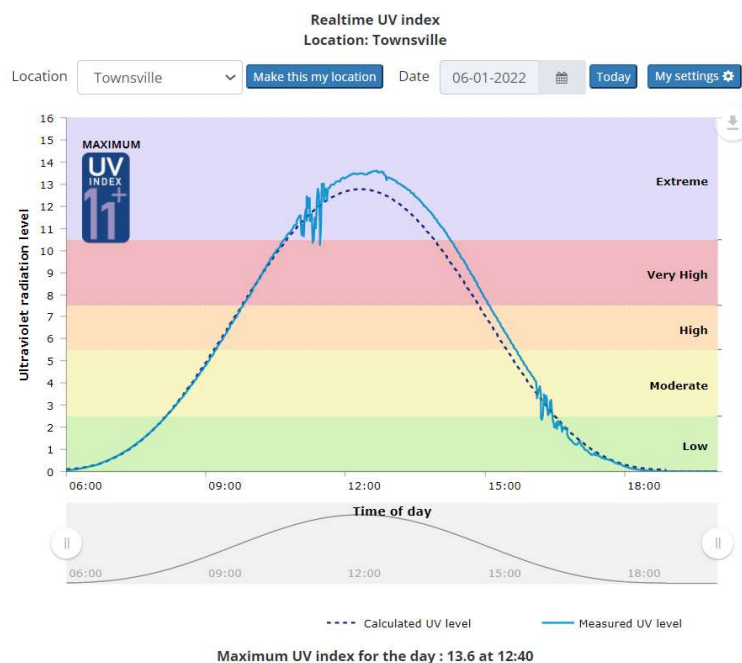 Realtime UV index
Location: Townsville
Location Townsville Make this my location Date 06-01-2022 Today My settings
16
15
14
13
12
11
10
9
8
7
6
5
4
3
2
1
0
Ultraviolet radiation level
MAXIMUM
UV
INDEX
11+
Extreme
Very High
High
Moderate
Low
06:00 09:00 12:00 15:00 18:00
Time of day
06:00 09:00 12:00 15:00 18:00
Calculated UV level Measured UV level
Maximum UV index for the day : 13.6 at 12:40